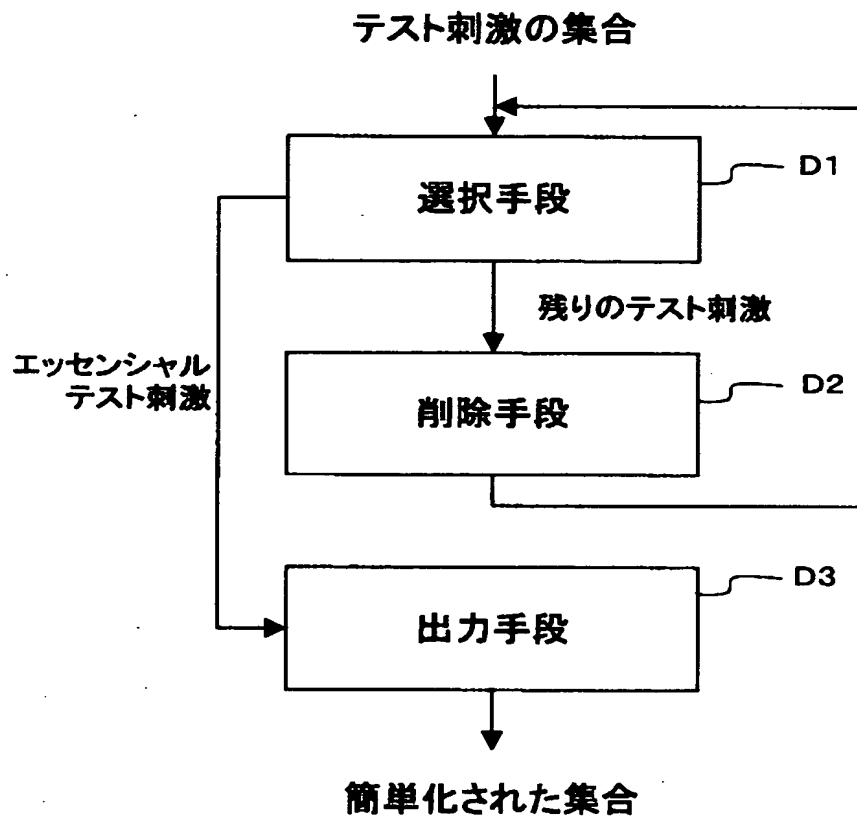 テスト刺激の集合
選択手段
D1
残りのテスト刺激
エッセンシャル
テスト刺激
削除手段
D2
出力手段
D3
簡単化された集合